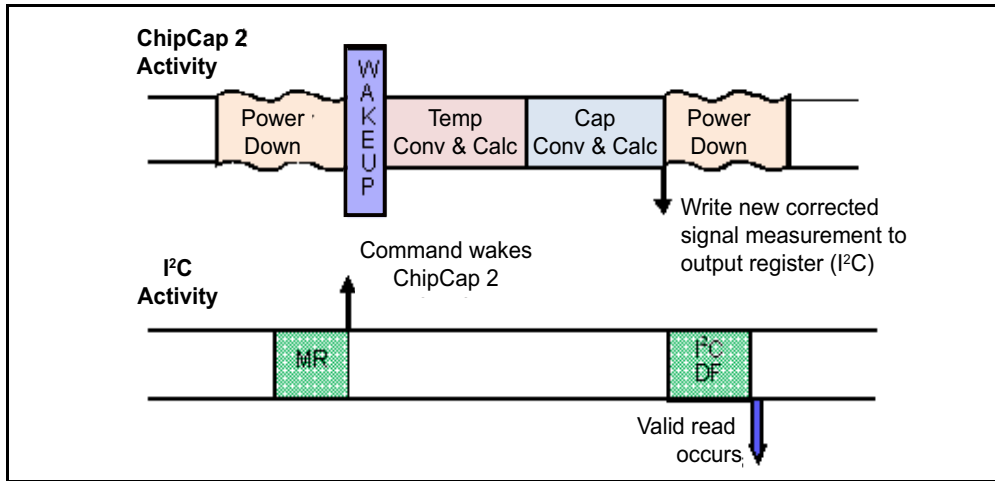 ChipCap 2
Activity
WAKEUP
Power
Down
Temp
Conv & Calc
Cap
Conv & Calc
Power
Down
Write new corrected
signal measurement to
output register (I²C)
Command wakes
ChipCap 2
I²C
Activity
MR
I²C
DF
Valid read
occurs